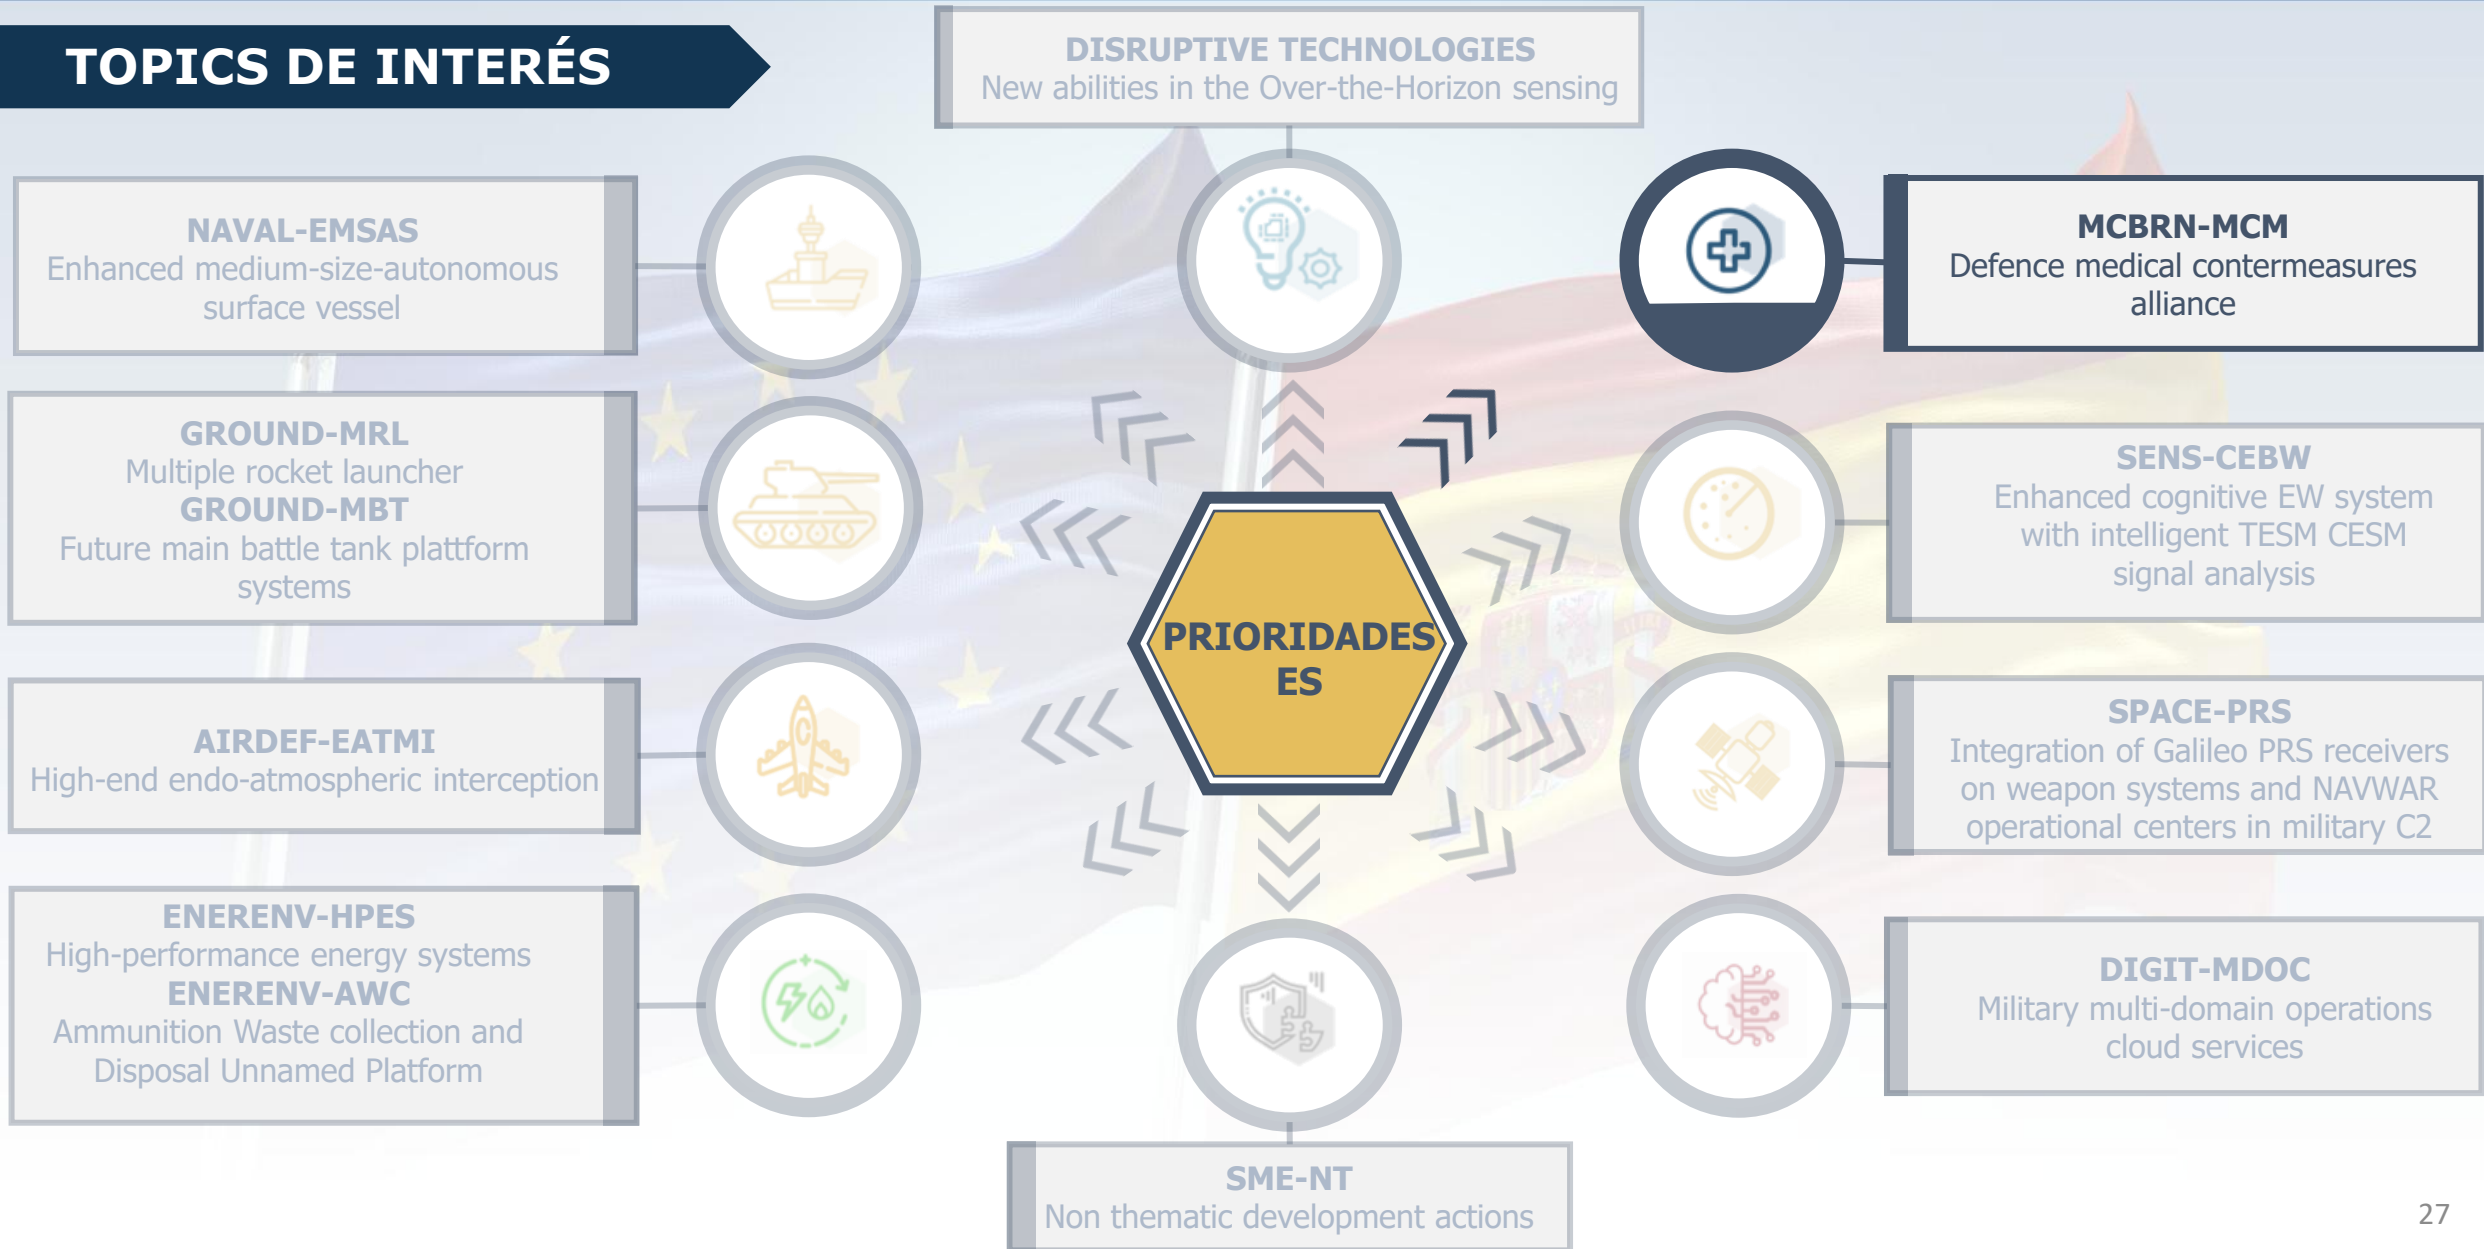 TOPICS DE INTERÉS
DISRUPTIVE TECHNOLOGIES
New abilities in the Over-the-Horizon sensing
NAVAL-EMSAS
Enhanced medium-size-autonomous
surface vessel
GROUND-MRL
Multiple rocket launcher
GROUND-MBT
Future main battle tank plattform
systems
AIRDEF-EATMI
High-end endo-atmospheric interception
ENERENV-HPES
High-performance energy systems
ENERENV-AWC
Ammunition Waste collection and
Disposal Unnamed Platform
PRIORIDADES
ES
MCBRN-MCM
Defence medical contermeasures
alliance
SENS-CEBW
Enhanced cognitive EW system
with intelligent TESM CESM
signal analysis
SPACE-PRS
Integration of Galileo PRS receivers
on weapon systems and NAVWAR
operational centers in military C2
DIGIT-MDOC
Military multi-domain operations
cloud services
SME-NT
Non thematic development actions
27